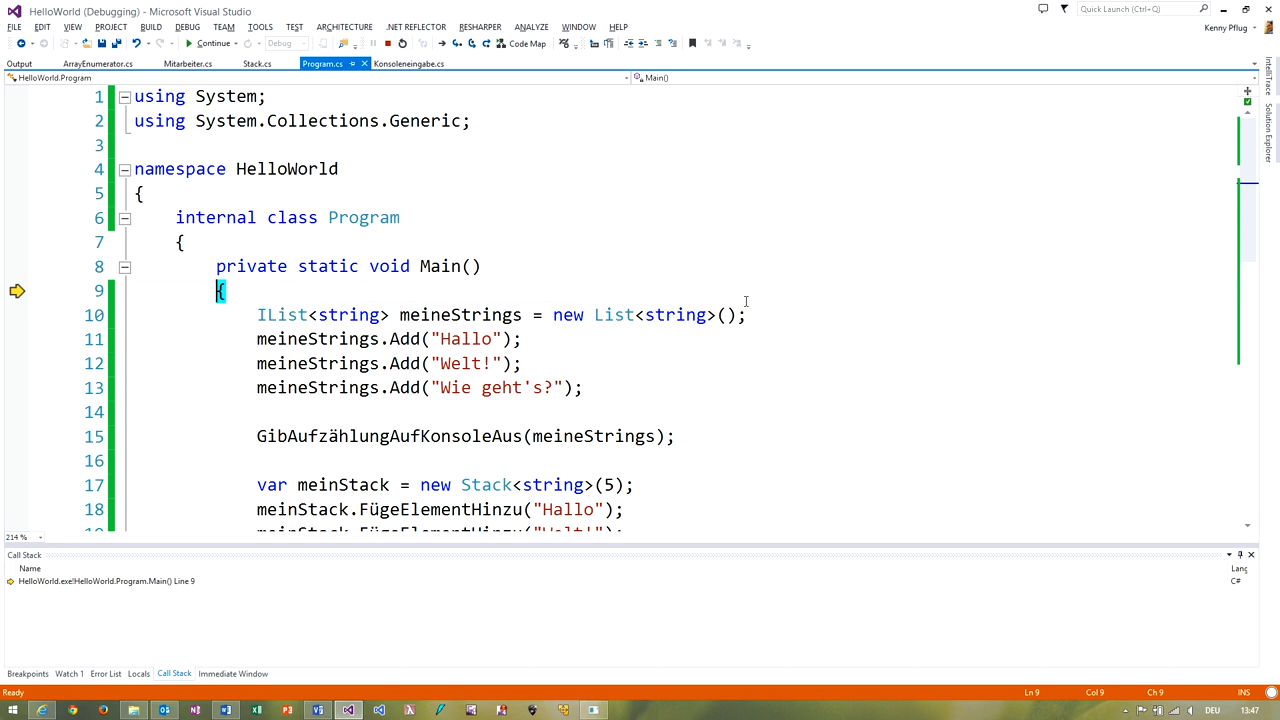 HelloWorld (Debugging) - Microsoft Visual Studio
Quick Launch (Ctrl+Q)
FILE EDIT VIEW PROJECT BUILD DEBUG TEAM TOOLS TEST ARCHITECTURE .NET REFLECTOR RESHARPER ANALYZE WINDOW HELP
Kenny Pflug
Continue Debug Code Map
Output ArrayEnumerator.cs Mitarbeiter.cs Stack.cs Program.cs Konsoleneingabe.cs
HelloWorld.Program Main()
IntelliTrace
Solution Explorer
1 using System;
2 using System.Collections.Generic;
3
4 namespace HelloWorld
5 {
6 internal class Program
7 {
8 private static void Main()
9 {
10 IList<string> meineStrings = new List<string>();
11 meineStrings.Add("Hallo");
12 meineStrings.Add("Welt!");
13 meineStrings.Add("Wie geht's?");
14
15 GibAufzählungAufKonsoleAus(meineStrings);
16
17 var meinStack = new Stack<string>(5);
18 meinStack.FügeElementHinzu("Hallo");
19 meinStack.FügeElementHinzu("Welt!");
214 %
Call Stack
Name Lang
HelloWorld.exe!HelloWorld.Program.Main() Line 9 C#
Breakpoints Watch 1 Error List Locals Call Stack Immediate Window
Ready Ln 9 Col 9 Ch 9 INS
DEU 13:47